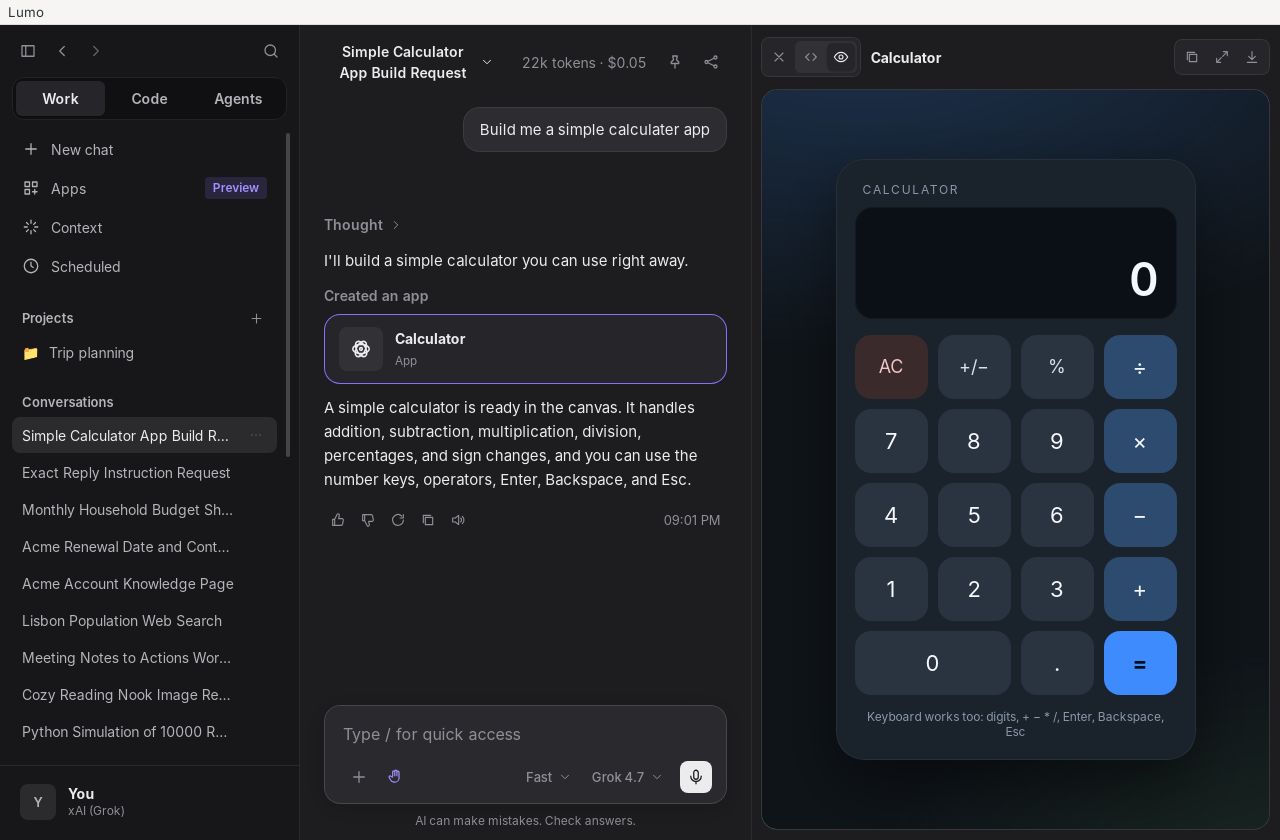 Lumo
Work
Code
Agents
New chat
Apps
Preview
Context
Scheduled
Projects
📁 Trip planning
Conversations
Simple Calculator App Build R...
Exact Reply Instruction Request
Monthly Household Budget Sh...
Acme Renewal Date and Cont...
Acme Account Knowledge Page
Lisbon Population Web Search
Meeting Notes to Actions Wor...
Cozy Reading Nook Image Re...
Python Simulation of 10000 R...
Y
You
xAI (Grok)
Simple Calculator
App Build Request
22k tokens · $0.05
Build me a simple calculater app
Thought
I'll build a simple calculator you can use right away.
Created an app
Calculator
App
A simple calculator is ready in the canvas. It handles
addition, subtraction, multiplication, division,
percentages, and sign changes, and you can use the
number keys, operators, Enter, Backspace, and Esc.
09:01 PM
Type / for quick access
Fast
Grok 4.7
AI can make mistakes. Check answers.
Calculator
CALCULATOR
0
AC +/− % ÷
7 8 9 ×
4 5 6 −
1 2 3 +
0 . =
Keyboard works too: digits, + − * /, Enter, Backspace,
Esc